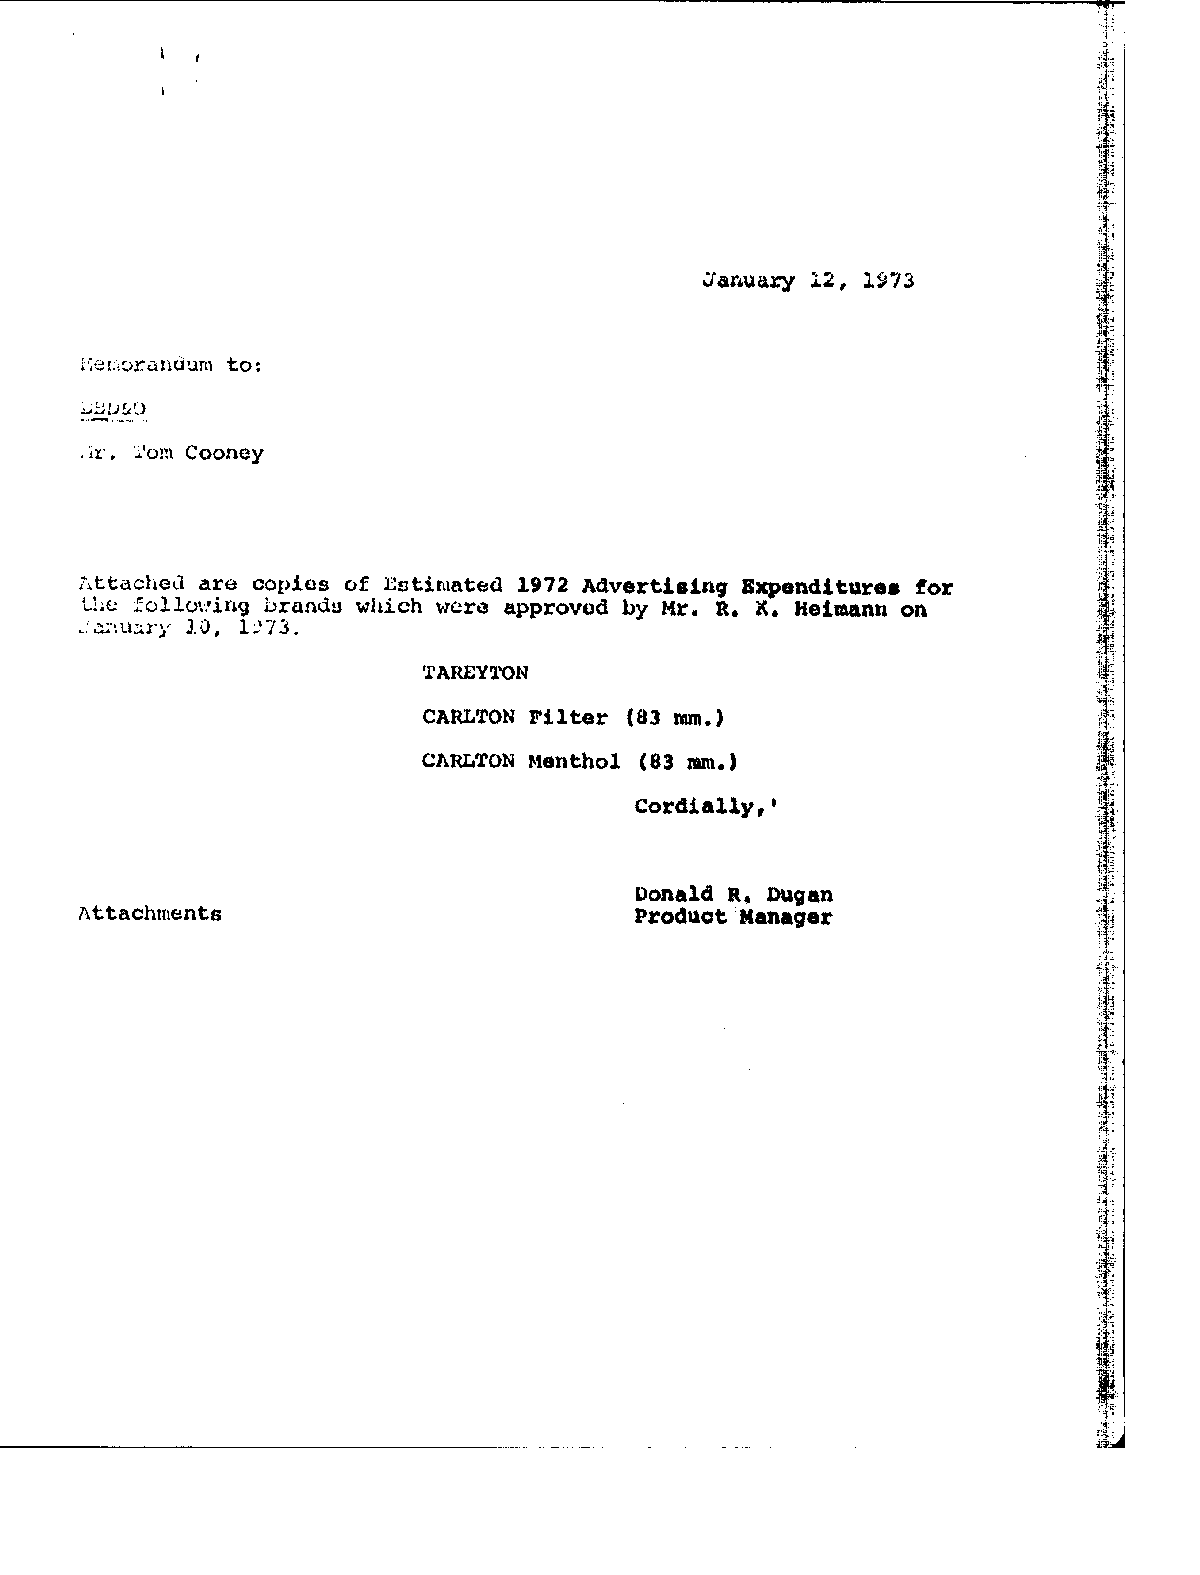 January 12, 1973
Memorandum to:
BBD&O
Mr. Tom Cooney
Attached are copies of Estimated 1972 Advertising Expenditures for
the following brands which were approved by Mr. R. K. Heimann on
January 10, 1973.
TAREYTON
CARLTON Filter (83 mm.)
CARLTON Menthol (83 mm.)
Cordially,'
Donald R. Dugan
Attachments Product Manager